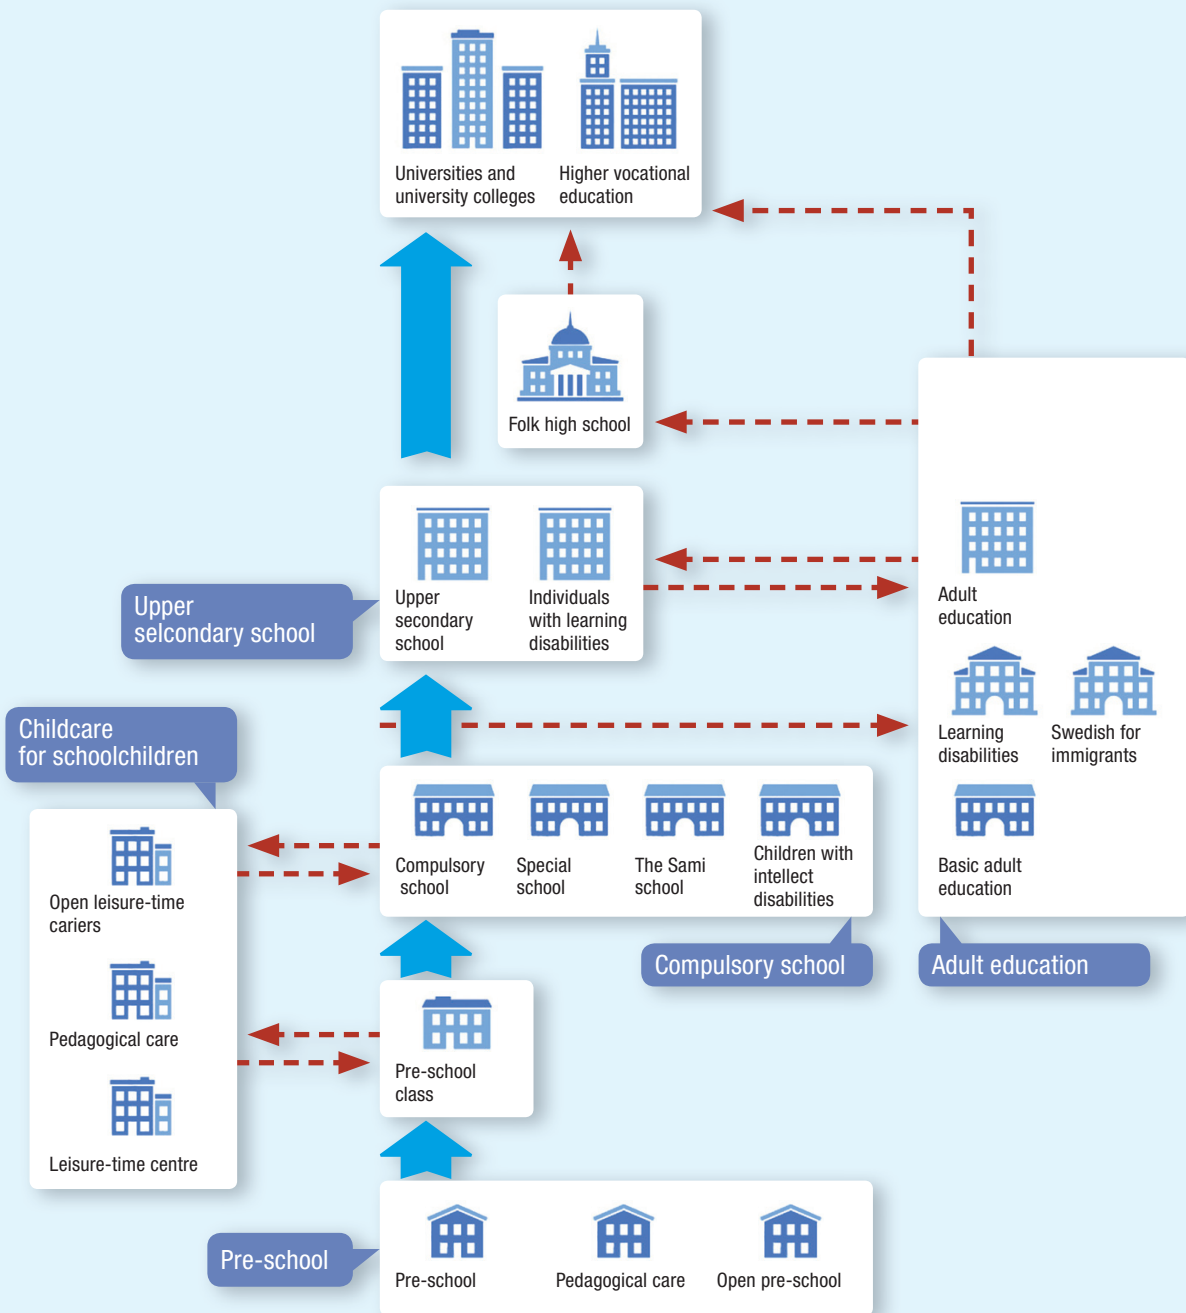 Universities and
university colleges
Higher vocational
education
Folk high school
Upper
selcondary school
Upper
secondary
school
Individuals
with learning
disabilities
Adult
education
Learning
disabilities
Swedish for
immigrants
Basic adult
education
Adult education
Childcare
for schoolchildren
Open leisure-time
cariers
Pedagogical care
Leisure-time centre
Compulsory
school
Special
school
The Sami
school
Children with
intellect
disabilities
Compulsory school
Pre-school
class
Pre-school
Pre-school
Pedagogical care
Open pre-school